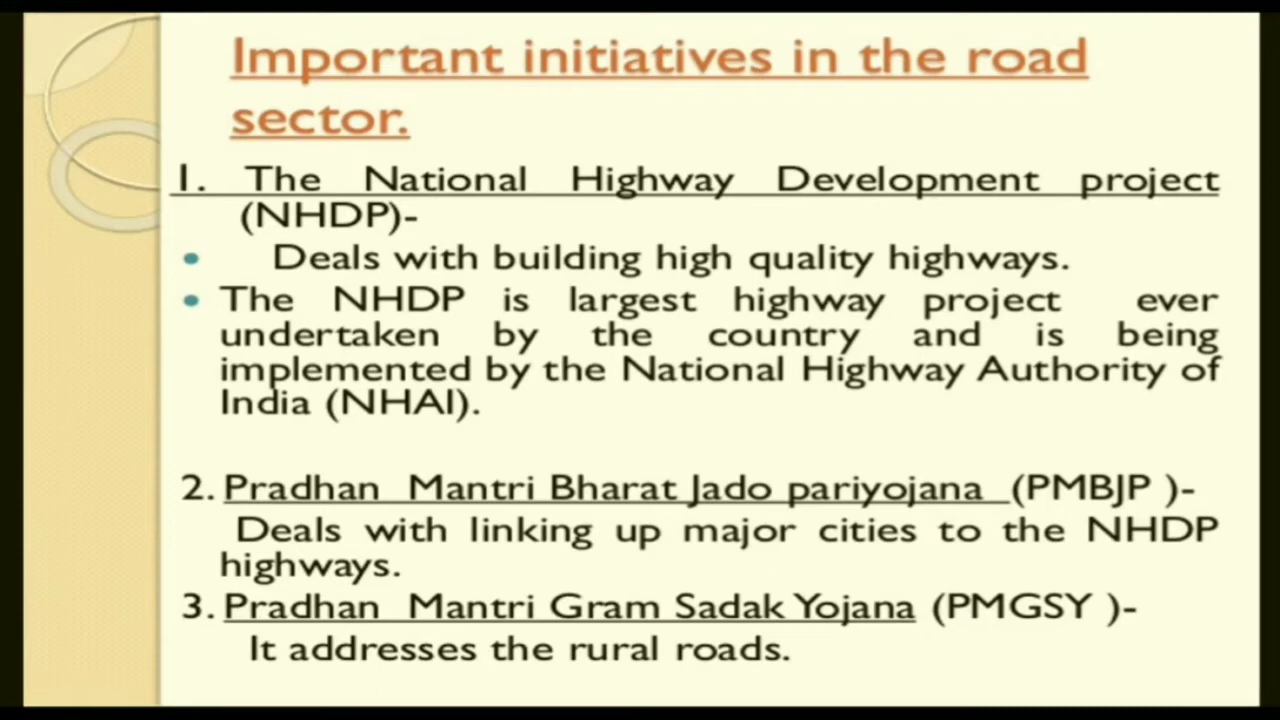 Important initiatives in the road
sector.
1. The National Highway Development project
(NHDP)-
• Deals with building high quality highways.
• The NHDP is largest highway project ever
undertaken by the country and is being
implemented by the National Highway Authority of
India (NHAI).
2. Pradhan Mantri Bharat Jado pariyojana (PMBJP )-
Deals with linking up major cities to the NHDP
highways.
3. Pradhan Mantri Gram Sadak Yojana (PMGSY )-
It addresses the rural roads.